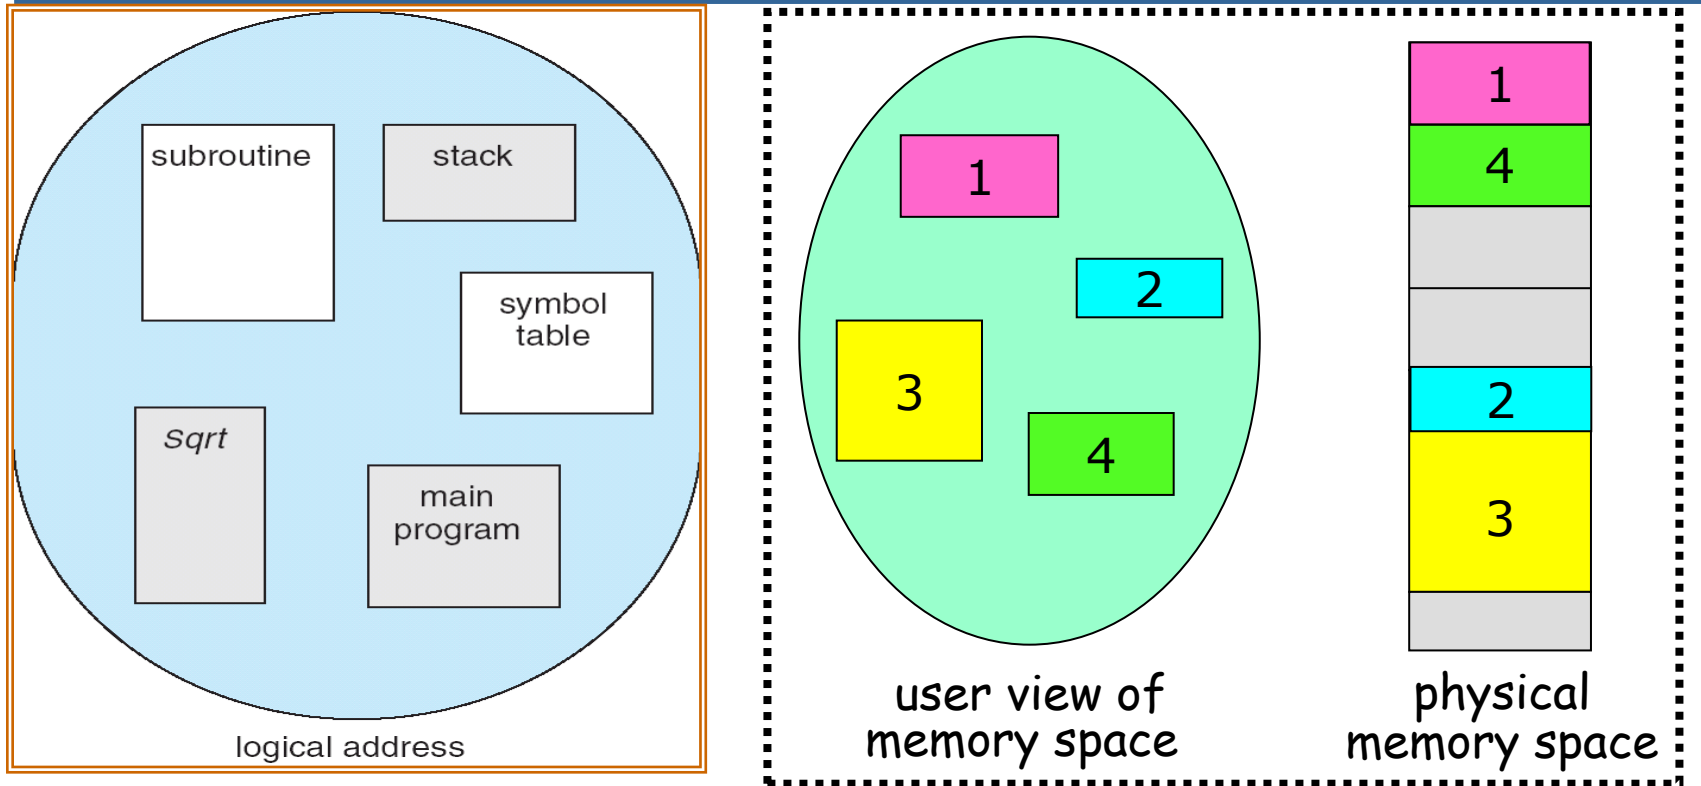 subroutine
stack
symbol
table
Sqrt
main
program
logical address
1
2
3
4
user view of
memory space
1
4
2
3
physical
memory space